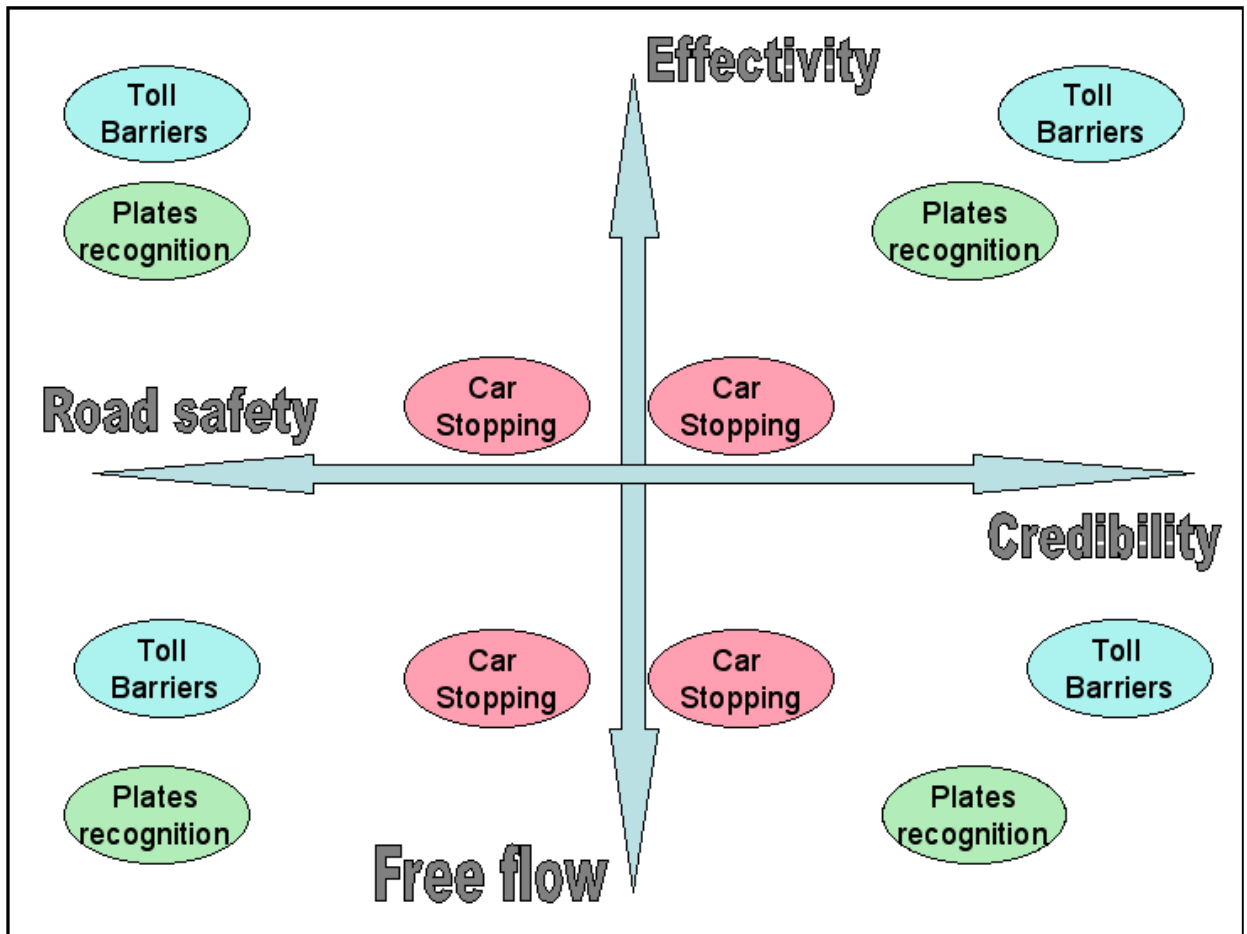 Effectivity
Toll
Barriers
Toll
Barriers
Plates
recognition
Plates
recognition
Car
Stopping
Car
Stopping
Road safety
Credibility
Toll
Barriers
Car
Stopping
Car
Stopping
Toll
Barriers
Plates
recognition
Plates
recognition
Free flow